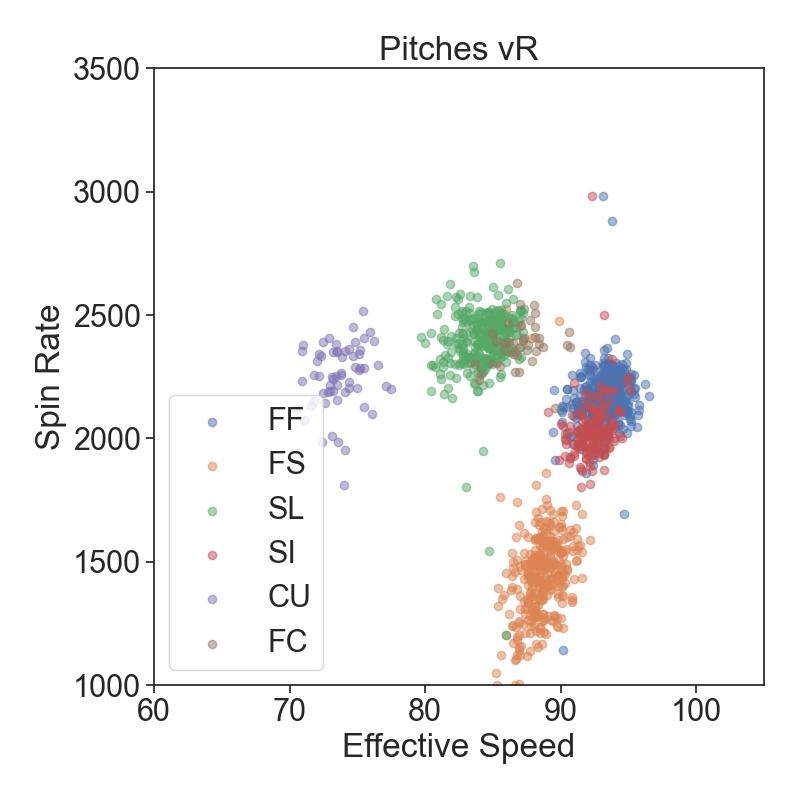 Pitches vR
3500
3000
2500
2000
1500
1000
Spin Rate
FF
FS
SL
SI
CU
FC
60 70 80 90 100
Effective Speed